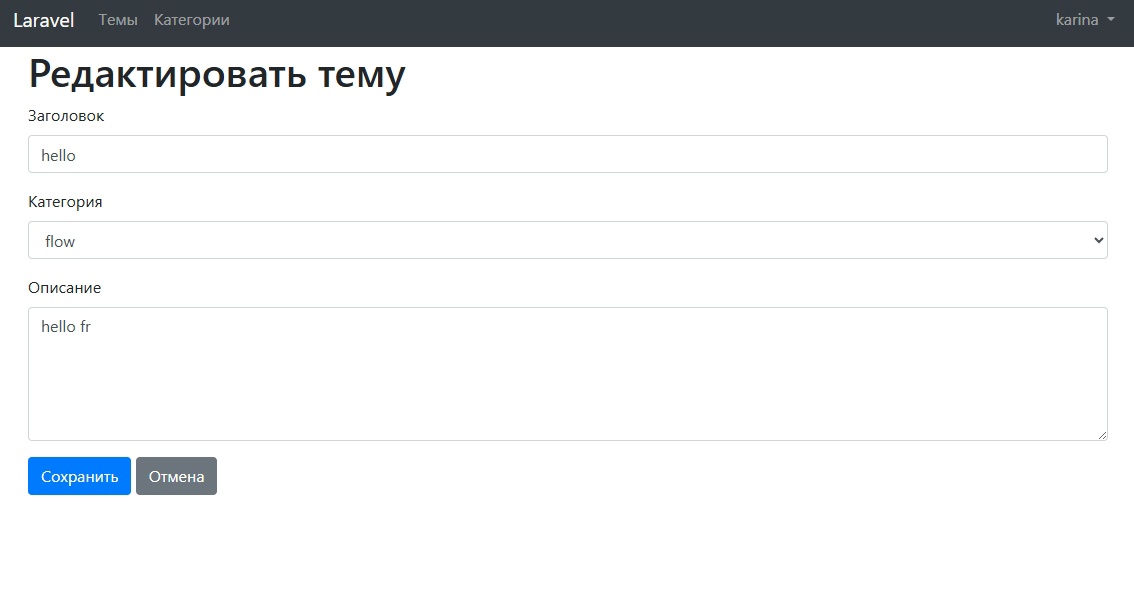 Laravel Темы Категории karina
Редактировать тему
Заголовок
hello
Категория
flow
Описание
hello fr
Сохранить Отмена